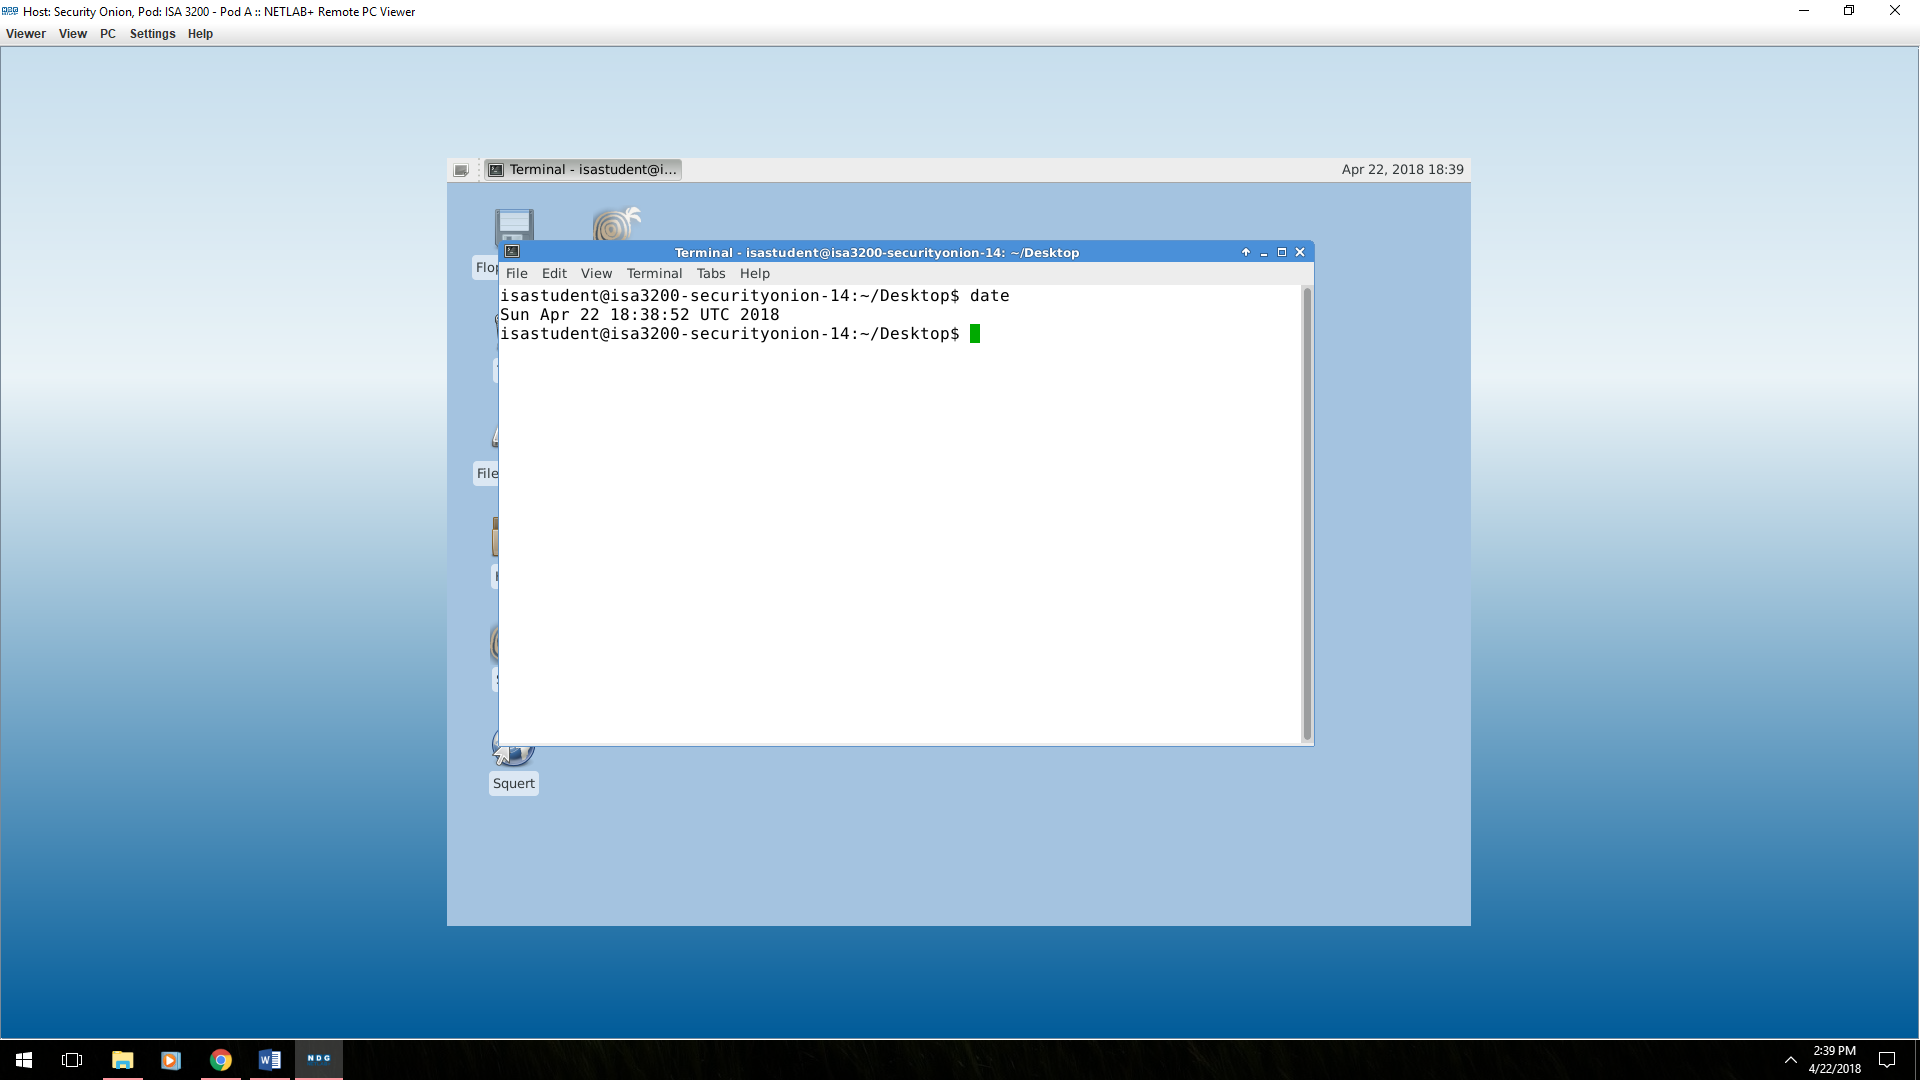 Host: Security Onion, Pod: ISA 3200 - Pod A :: NETLAB+ Remote PC Viewer
Viewer View PC Settings Help
Terminal - isastudent@i... Apr 22, 2018 18:39
Terminal - isastudent@isa3200-securityonion-14: ~/Desktop
File Edit View Terminal Tabs Help
isastudent@isa3200-securityonion-14:~/Desktop$ date
Sun Apr 22 18:38:52 UTC 2018
isastudent@isa3200-securityonion-14:~/Desktop$
Flop
File
Squert
NDG
2:39 PM
4/22/2018